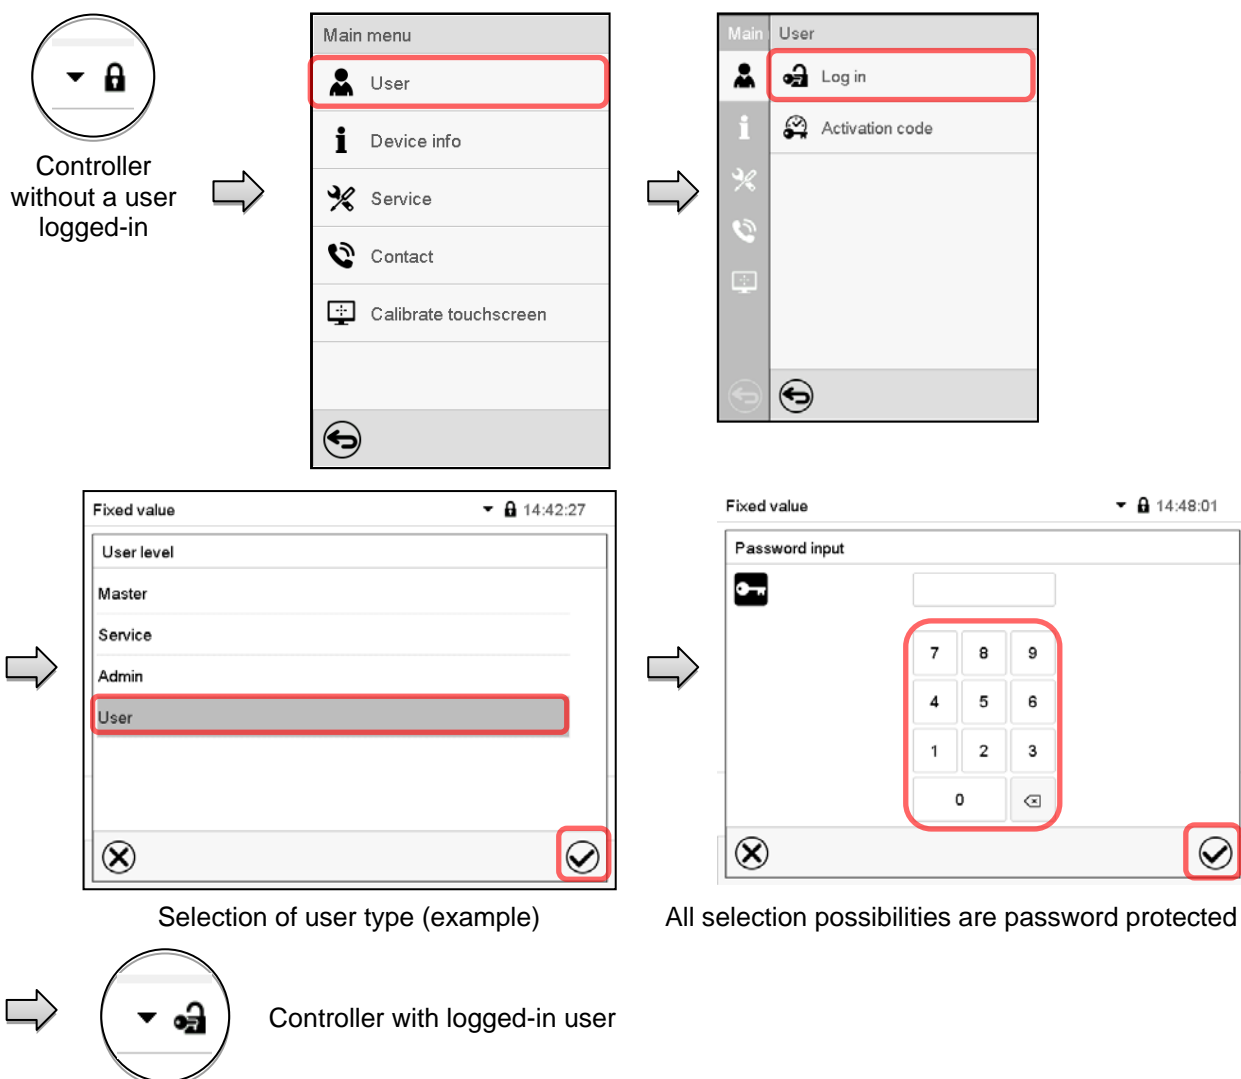 Controller
without a user
logged-in
Main menu
User
Device info
Service
Contact
Calibrate touchscreen
Main
User
Log in
Activation code
Fixed value
14:42:27
User level
Master
Service
Admin
User
Selection of user type (example)
Fixed value
14:48:01
Password input
7 8 9
4 5 6
1 2 3
0
All selection possibilities are password protected
Controller with logged-in user